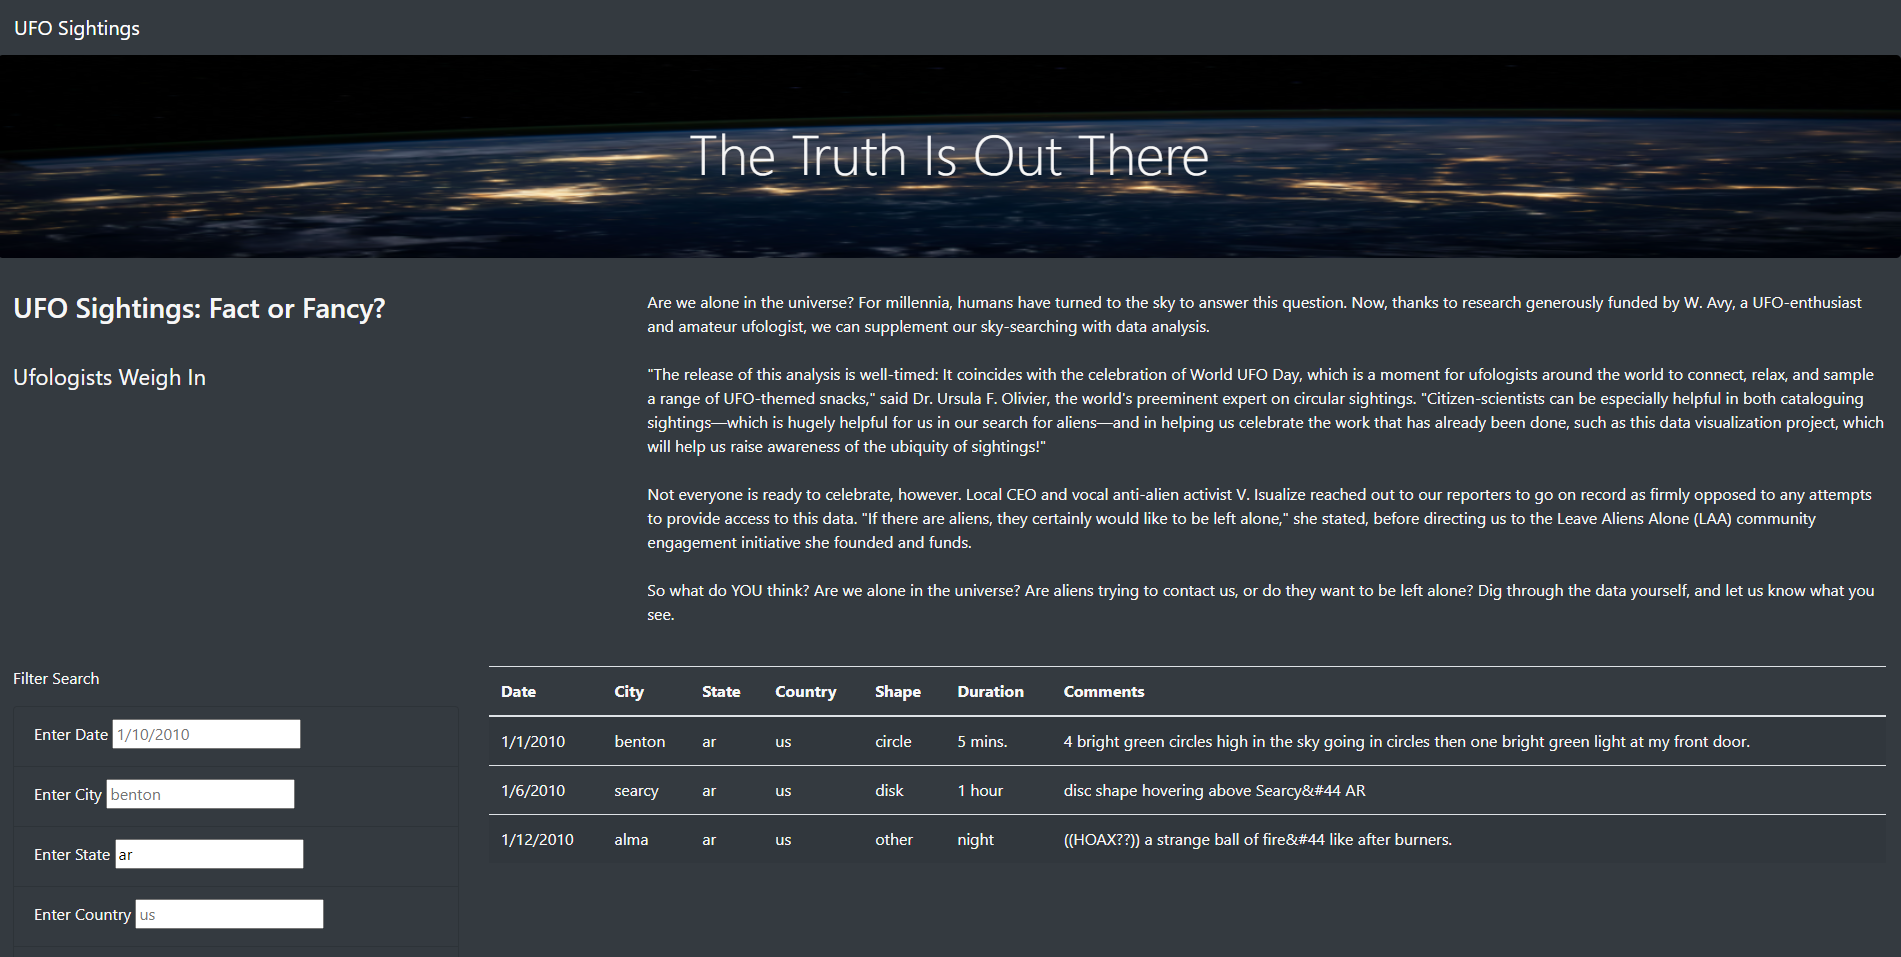 UFO Sightings
The Truth Is Out There
UFO Sightings: Fact or Fancy?
Ufologists Weigh In
Are we alone in the universe? For millennia, humans have turned to the sky to answer this question. Now, thanks to research generously funded by W. Avy, a UFO-enthusiast
and amateur ufologist, we can supplement our sky-searching with data analysis.
"The release of this analysis is well-timed: It coincides with the celebration of World UFO Day, which is a moment for ufologists around the world to connect, relax, and sample
a range of UFO-themed snacks," said Dr. Ursula F. Olivier, the world's preeminent expert on circular sightings. "Citizen-scientists can be especially helpful in both cataloguing
sightings—which is hugely helpful for us in our search for aliens—and in helping us celebrate the work that has already been done, such as this data visualization project, which
will help us raise awareness of the ubiquity of sightings!"
Not everyone is ready to celebrate, however. Local CEO and vocal anti-alien activist V. Isualize reached out to our reporters to go on record as firmly opposed to any attempts
to provide access to this data. "If there are aliens, they certainly would like to be left alone," she stated, before directing us to the Leave Aliens Alone (LAA) community
engagement initiative she founded and funds.
So what do YOU think? Are we alone in the universe? Are aliens trying to contact us, or do they want to be left alone? Dig through the data yourself, and let us know what you
see.
Filter Search
Enter Date 1/10/2010
Enter City benton
Enter State ar
Enter Country us
Date City State Country Shape Duration Comments
1/1/2010 benton ar us circle 5 mins. 4 bright green circles high in the sky going in circles then one bright green light at my front door.
1/6/2010 searcy ar us disk 1 hour disc shape hovering above Searcy&#44 AR
1/12/2010 alma ar us other night ((HOAX??)) a strange ball of fire&#44 like after burners.